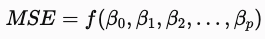 MSE = f(β₀, β₁, β₂, . . . , βₚ)